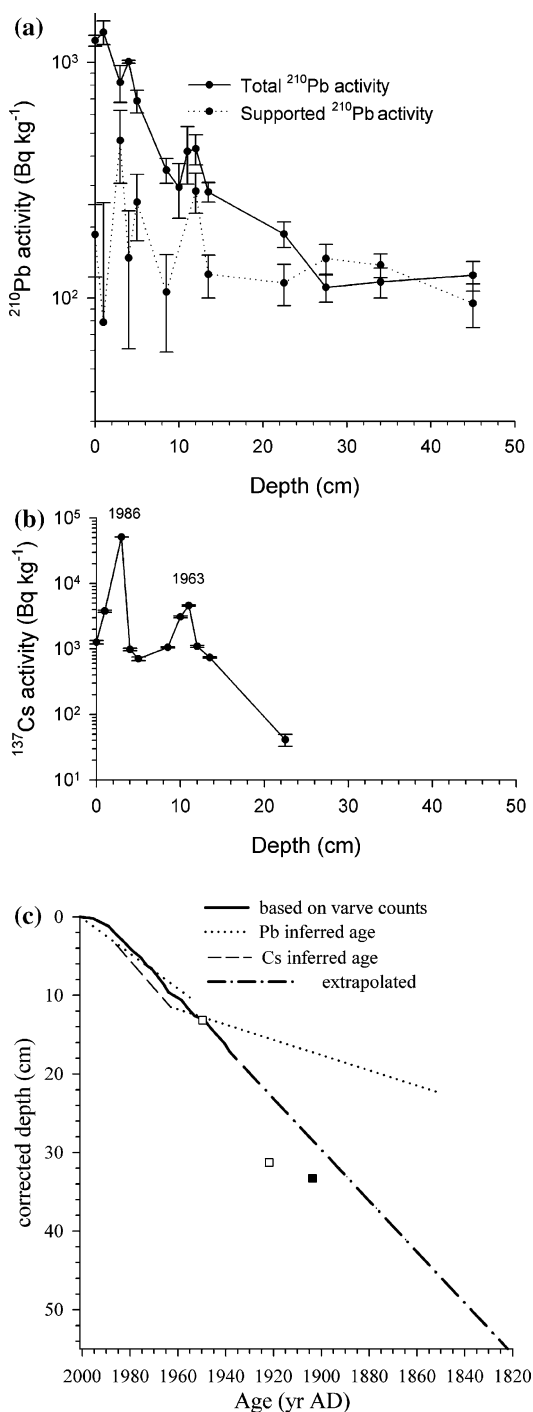 (a)
10³
10²
²¹⁰Pb activity (Bq kg⁻¹)
Total ²¹⁰Pb activity
Supported ²¹⁰Pb activity
0 10 20 30 40 50
Depth (cm)
(b)
10⁵
10⁴
10³
10²
10¹
¹³⁷Cs activity (Bq kg⁻¹)
1986
1963
0 10 20 30 40 50
Depth (cm)
(c)
based on varve counts
Pb inferred age
Cs inferred age
extrapolated
0
10
20
30
40
50
corrected depth (cm)
2000 1980 1960 1940 1920 1900 1880 1860 1840 1820
Age (yr AD)